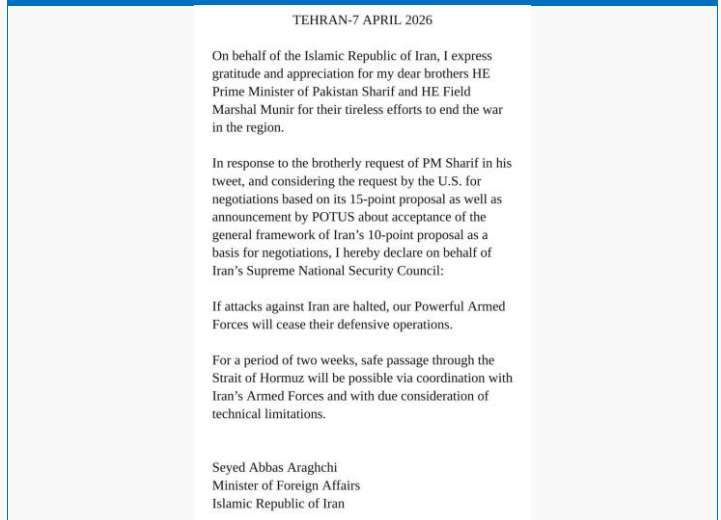 TEHRAN-7 APRIL 2026
On behalf of the Islamic Republic of Iran, I express
gratitude and appreciation for my dear brothers HE
Prime Minister of Pakistan Sharif and HE Field
Marshal Munir for their tireless efforts to end the war
in the region.
In response to the brotherly request of PM Sharif in his
tweet, and considering the request by the U.S. for
negotiations based on its 15-point proposal as well as
announcement by POTUS about acceptance of the
general framework of Iran’s 10-point proposal as a
basis for negotiations, I hereby declare on behalf of
Iran’s Supreme National Security Council:
If attacks against Iran are halted, our Powerful Armed
Forces will cease their defensive operations.
For a period of two weeks, safe passage through the
Strait of Hormuz will be possible via coordination with
Iran’s Armed Forces and with due consideration of
technical limitations.
Seyed Abbas Araghchi
Minister of Foreign Affairs
Islamic Republic of Iran